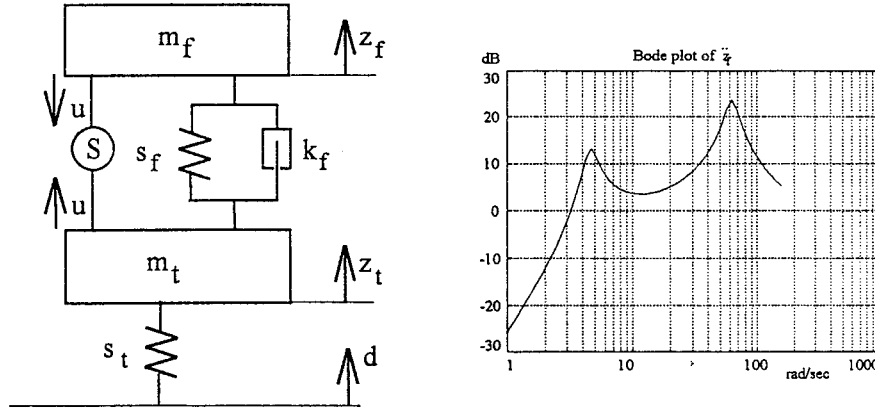 m_f
z_f
u
S
s_f
k_f
u
m_t
z_t
s_t
d
dB
Bode plot of z̈_f
30
20
10
0
-10
-20
-30
1
10
100
1000
rad/sec